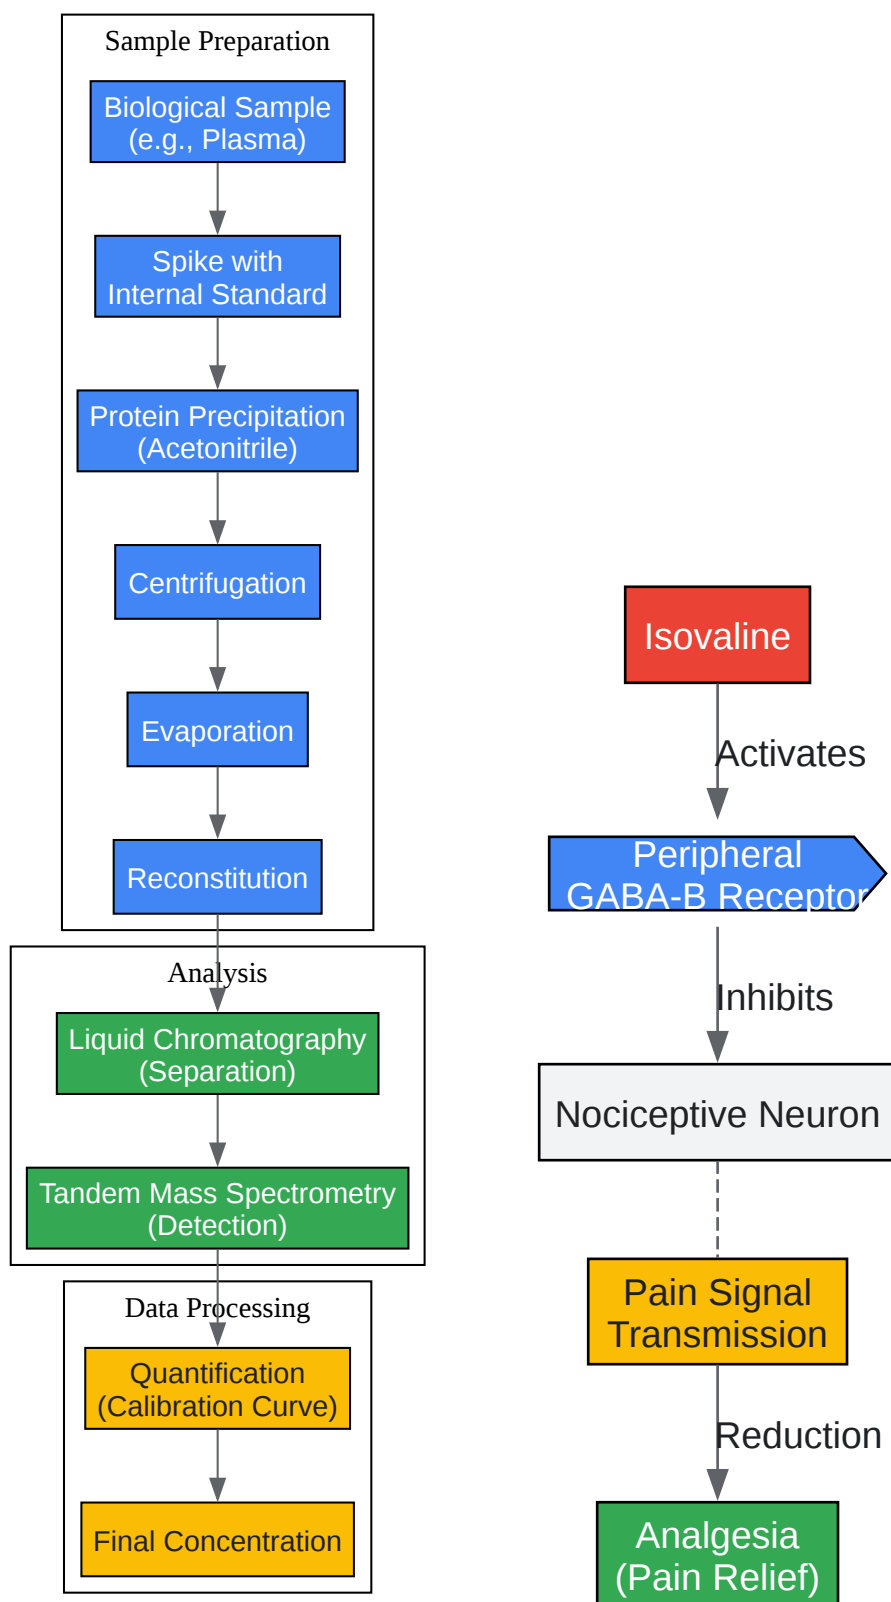 Sample Preparation
Biological Sample
(e.g., Plasma)
Spike with
Internal Standard
Protein Precipitation
(Acetonitrile)
Centrifugation
Evaporation
Reconstitution
Analysis
Liquid Chromatography
(Separation)
Tandem Mass Spectrometry
(Detection)
Data Processing
Quantification
(Calibration Curve)
Final Concentration
Isovaline
Activates
Peripheral
GABA-B Receptor
Inhibits
Nociceptive Neuron
Pain Signal
Transmission
Reduction
Analgesia
(Pain Relief)